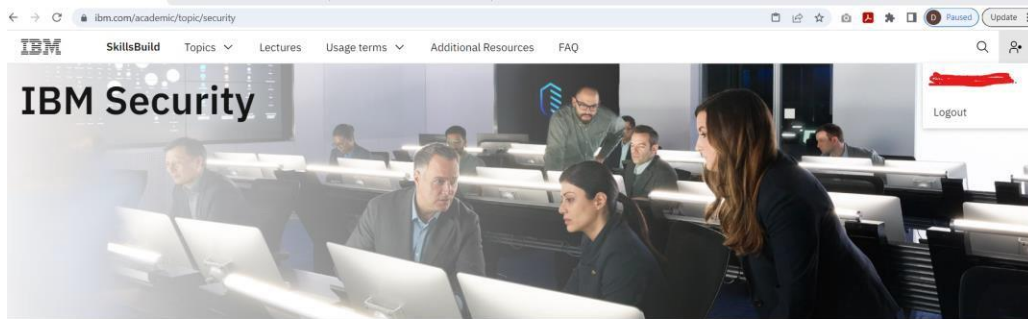 ibm.com/academic/topic/security
D Paused Update
IBM SkillsBuild Topics Lectures Usage terms Additional Resources FAQ
IBM Security
Logout